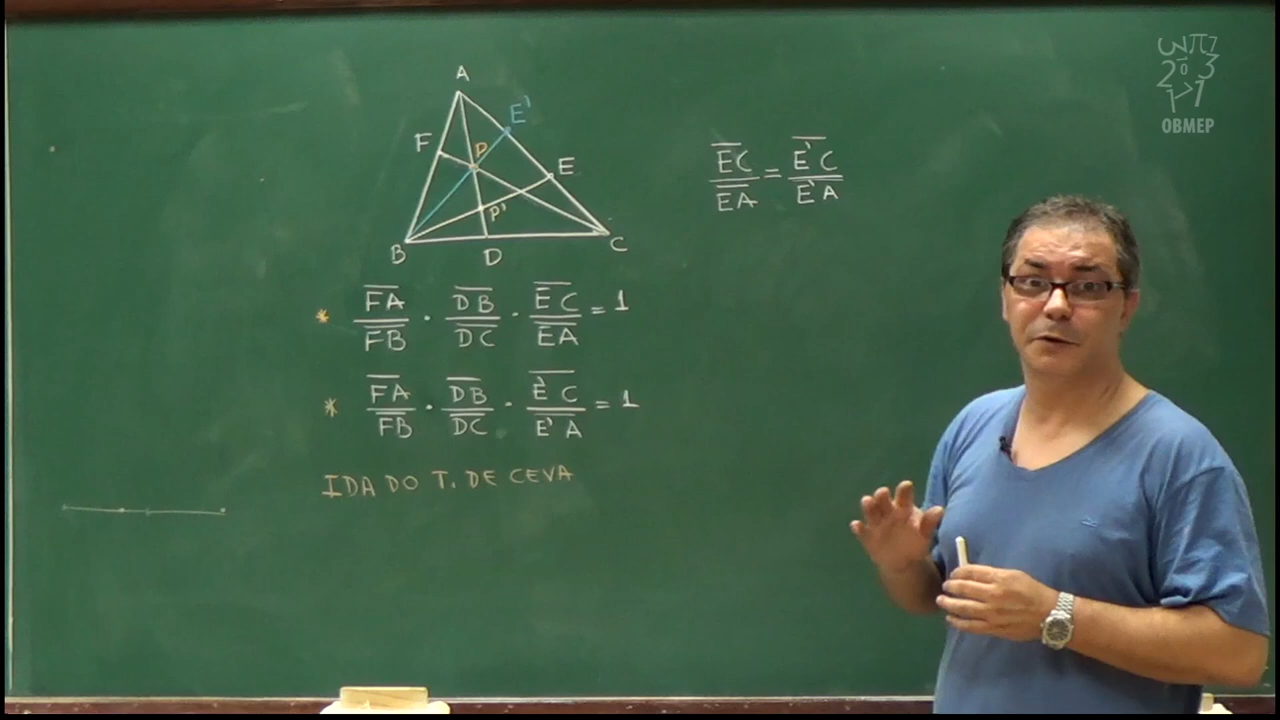 A
E'
F
P
E
P'
B
D
C
* FA/FB · DB/DC · EC/EA = 1
* FA/FB · DB/DC · E'C/E'A = 1
IDA DO T. DE CEVA
EC/EA = E'C/E'A
OBMEP